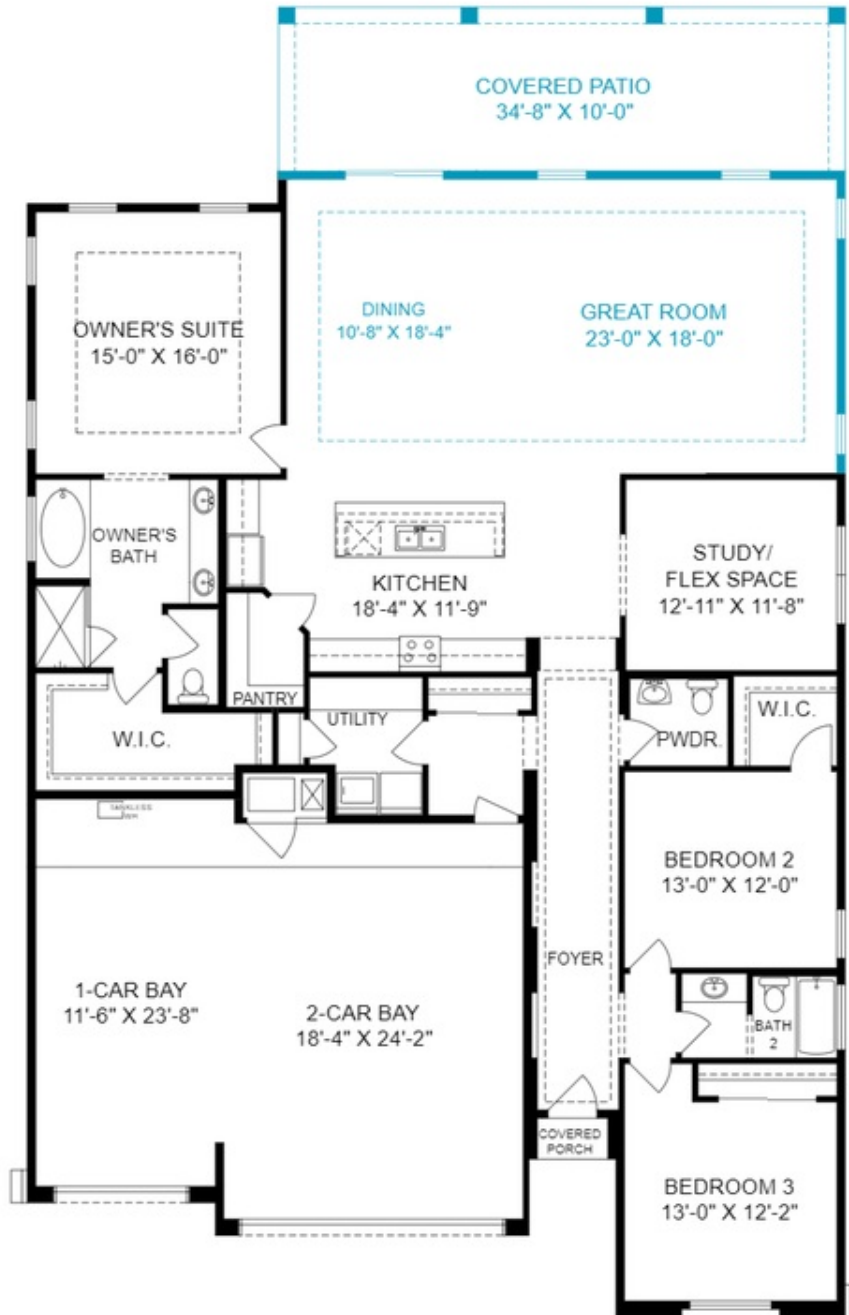 COVERED PATIO
34'-8" X 10'-0"
DINING
10'-8" X 18'-4"
GREAT ROOM
23'-0" X 18'-0"
OWNER'S SUITE
15'-0" X 16'-0"
OWNER'S
BATH
KITCHEN
18'-4" X 11'-9"
STUDY/
FLEX SPACE
12'-11" X 11'-8"
PANTRY
UTILITY
W.I.C.
PWDR.
W.I.C.
TANKLESS
WH
BEDROOM 2
13'-0" X 12'-0"
FOYER
1-CAR BAY
11'-6" X 23'-8"
2-CAR BAY
18'-4" X 24'-2"
BATH
2
COVERED
PORCH
BEDROOM 3
13'-0" X 12'-2"